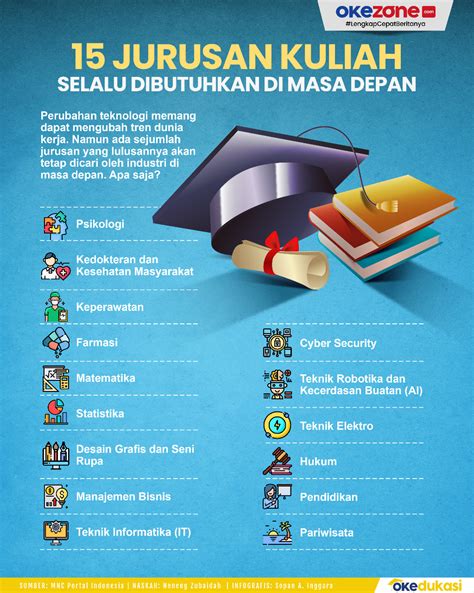 okezone.com
#LengkapCepatBeritanya
15 JURUSAN KULIAH
SELALU DIBUTUHKAN DI MASA DEPAN
Perubahan teknologi memang
dapat mengubah tren dunia
kerja. Namun ada sejumlah
jurusan yang lulusannya akan
tetap dicari oleh industri di
masa depan. Apa saja?
Psikologi
Kedokteran dan
Kesehatan Masyarakat
Keperawatan
Farmasi
Matematika
Statistika
Desain Grafis dan Seni
Rupa
Manajemen Bisnis
Teknik Informatika (IT)
Cyber Security
Teknik Robotika dan
Kecerdasan Buatan (AI)
Teknik Elektro
Hukum
Pendidikan
Pariwisata
SUMBER: MNC Portal Indonesia | NASKAH: Neneng Zubaidah | INFOGRAFIS: Sopan A. Inggara
okedukasi